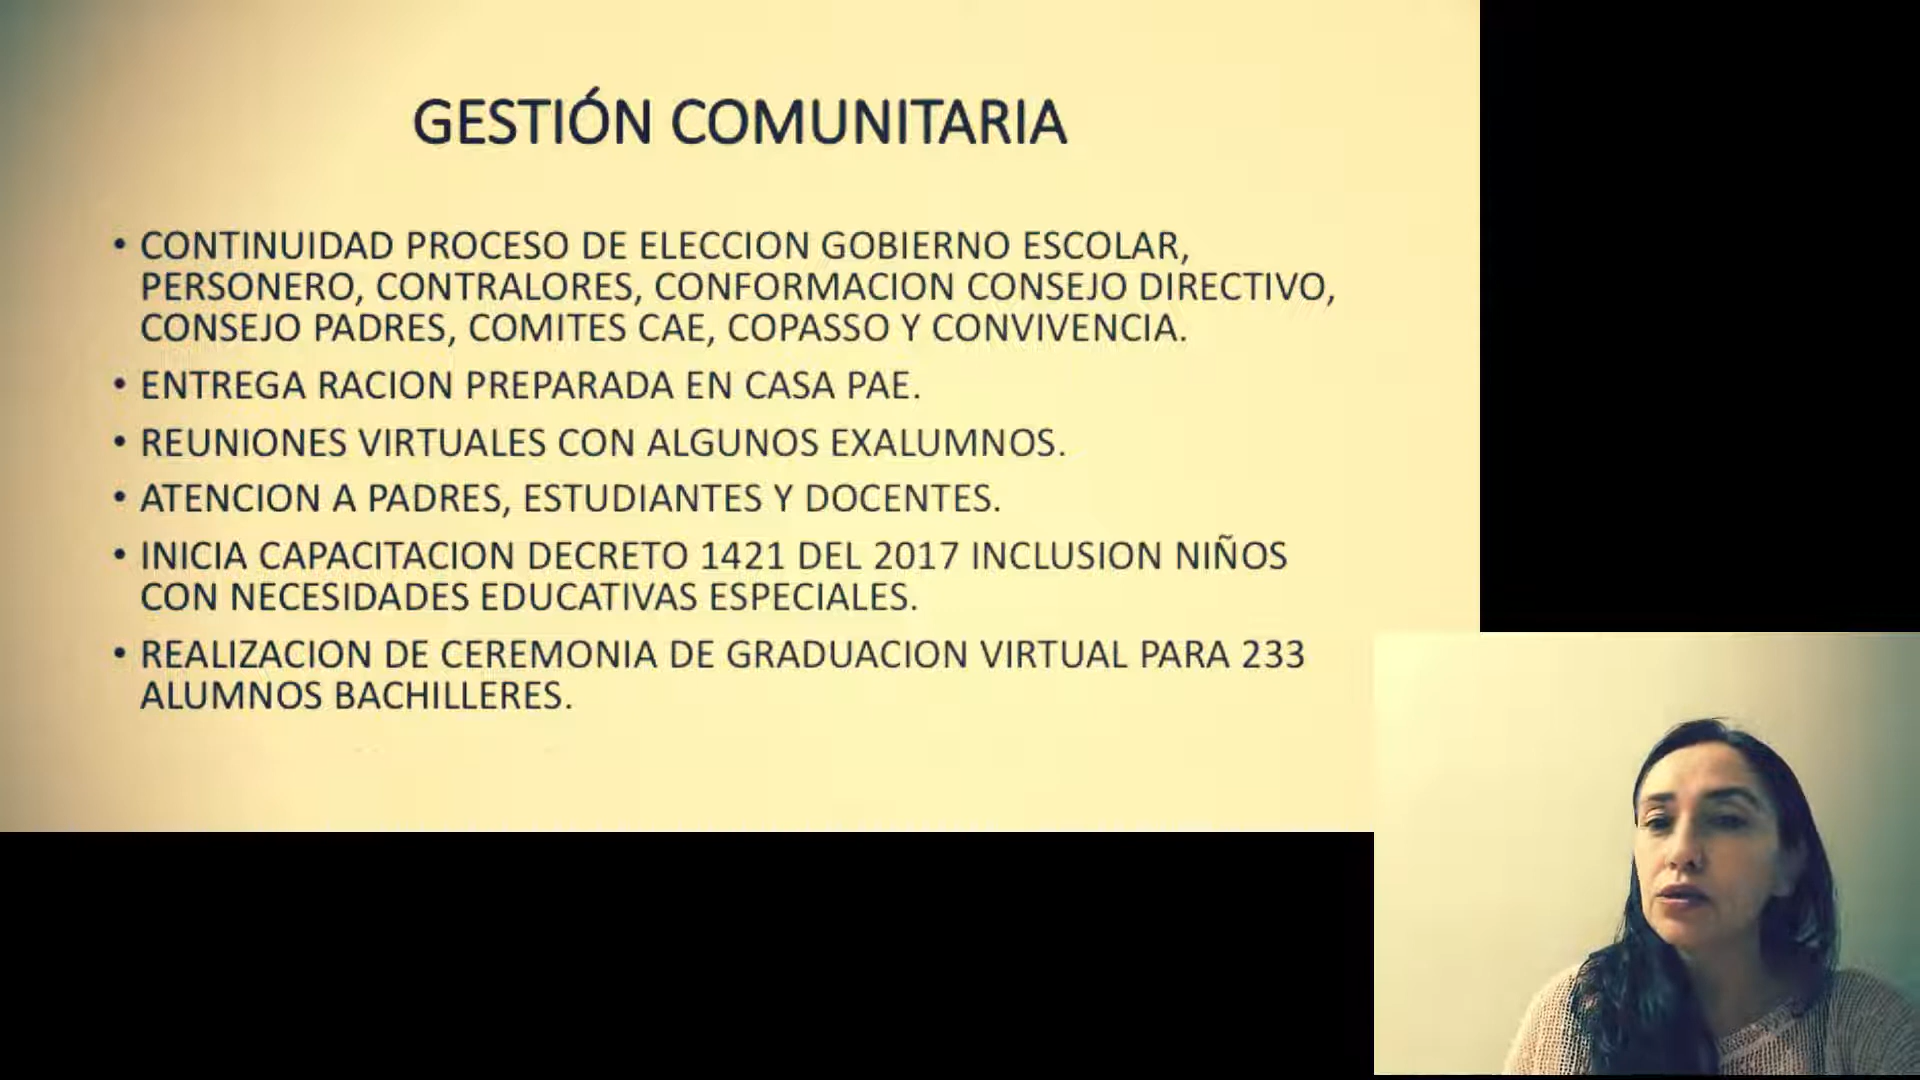 GESTIÓN COMUNITARIA
• CONTINUIDAD PROCESO DE ELECCION GOBIERNO ESCOLAR,
PERSONERO, CONTRALORES, CONFORMACION CONSEJO DIRECTIVO,
CONSEJO PADRES, COMITES CAE, COPASSO Y CONVIVENCIA.
• ENTREGA RACION PREPARADA EN CASA PAE.
• REUNIONES VIRTUALES CON ALGUNOS EXALUMNOS.
• ATENCION A PADRES, ESTUDIANTES Y DOCENTES.
• INICIA CAPACITACION DECRETO 1421 DEL 2017 INCLUSION NIÑOS
CON NECESIDADES EDUCATIVAS ESPECIALES.
• REALIZACION DE CEREMONIA DE GRADUACION VIRTUAL PARA 233
ALUMNOS BACHILLERES.